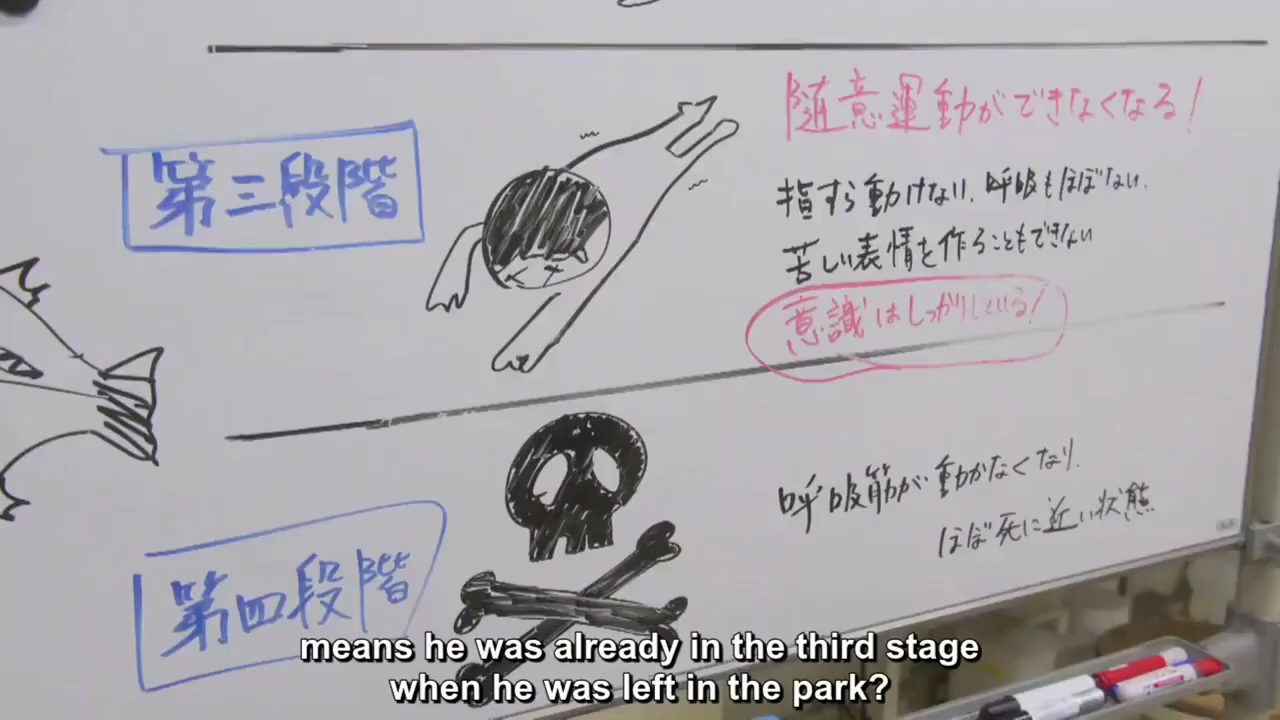 第三段階
随意運動ができなくなる!
指すら動けない、呼吸もほぼない、
苦しい表情を作ることもできない
意識はしっかりしている!
第四段階
呼吸筋が動かなくなり、
ほぼ死に近い状態
means he was already in the third stage
when he was left in the park?